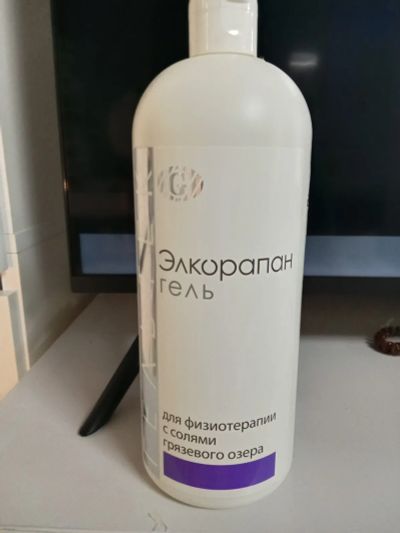 Элкорапан
гель
для физиотерапии
с солями
грязевого озера